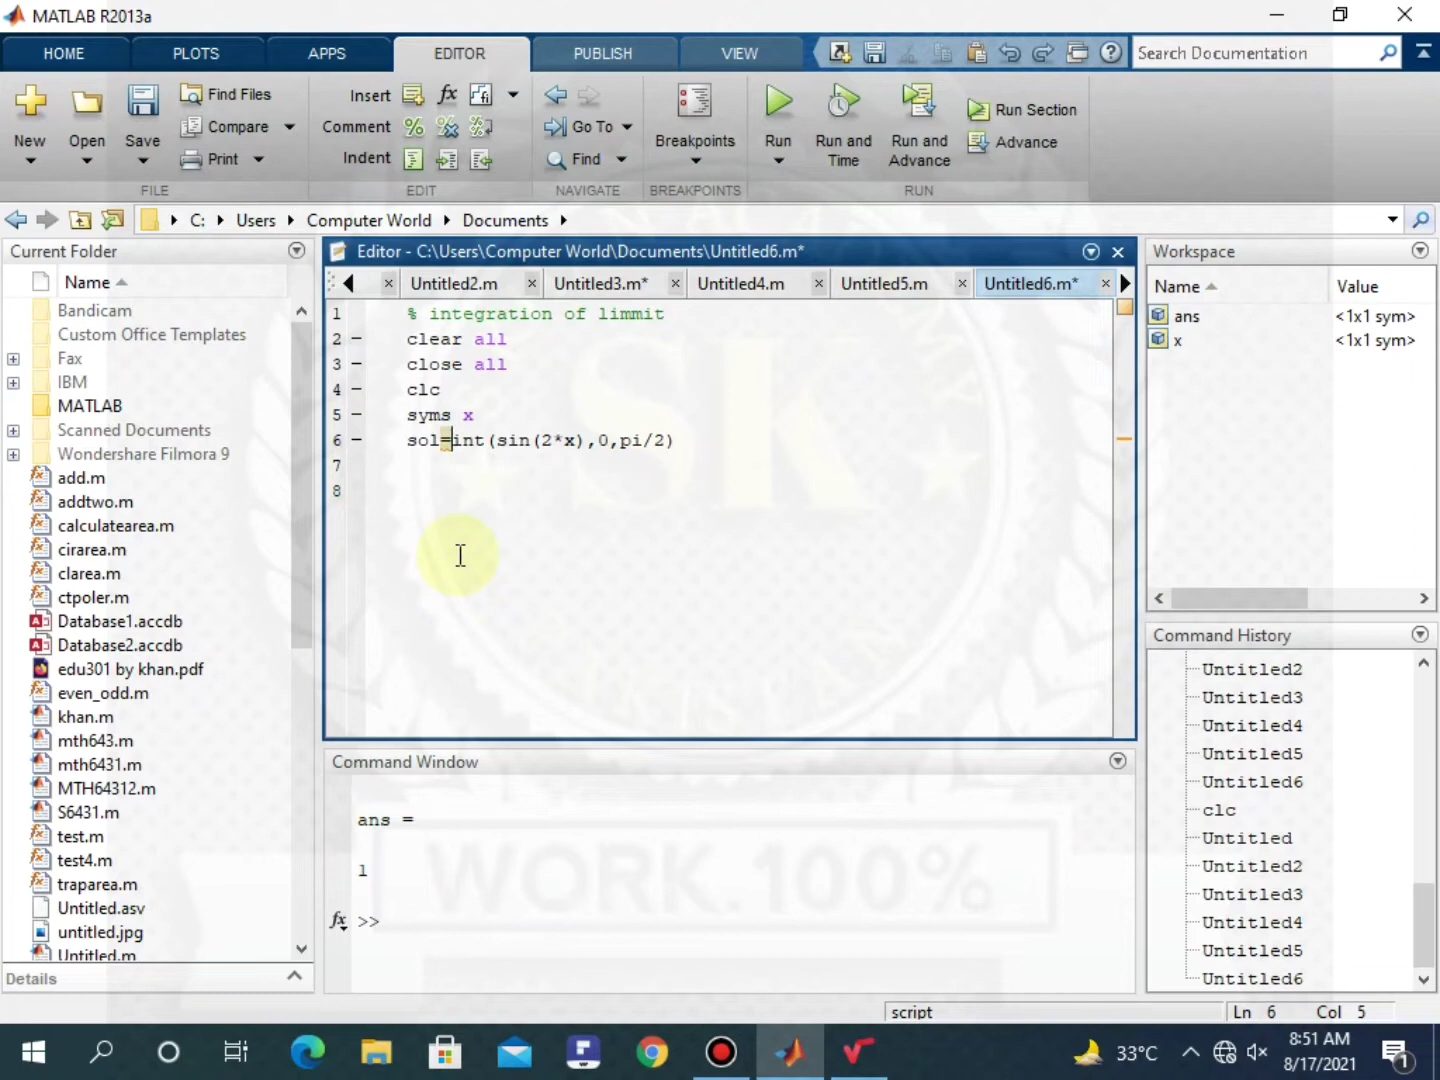 MATLAB R2013a
HOME PLOTS APPS EDITOR PUBLISH VIEW Search Documentation
New Open Save Find Files Compare Print
FILE
Insert fx
Comment
Indent
EDIT
Go To Find
NAVIGATE
Breakpoints
BREAKPOINTS
Run Run and Time Run and Advance Run Section Advance
RUN
C: Users Computer World Documents
Current Folder
Name
Bandicam
Custom Office Templates
Fax
IBM
MATLAB
Scanned Documents
Wondershare Filmora 9
add.m
addtwo.m
calculatearea.m
cirarea.m
clarea.m
ctpoler.m
Database1.accdb
Database2.accdb
edu301 by khan.pdf
even_odd.m
khan.m
mth643.m
mth6431.m
MTH64312.m
S6431.m
test.m
test4.m
traparea.m
Untitled.asv
untitled.jpg
Untitled.m
Details
Editor - C:\Users\Computer World\Documents\Untitled6.m*
Untitled2.m Untitled3.m* Untitled4.m Untitled5.m Untitled6.m*
1 % integration of limmit
2 – clear all
3 – close all
4 – clc
5 – syms x
6 – sol=int(sin(2*x),0,pi/2)
7
8
SK
Command Window
ans =
1
fx >>
WORK.100%
Workspace
Name Value
ans <1x1 sym>
x <1x1 sym>
Command History
Untitled2
Untitled3
Untitled4
Untitled5
Untitled6
clc
Untitled
Untitled2
Untitled3
Untitled4
Untitled5
Untitled6
script Ln 6 Col 5
33°C
8:51 AM
8/17/2021
1